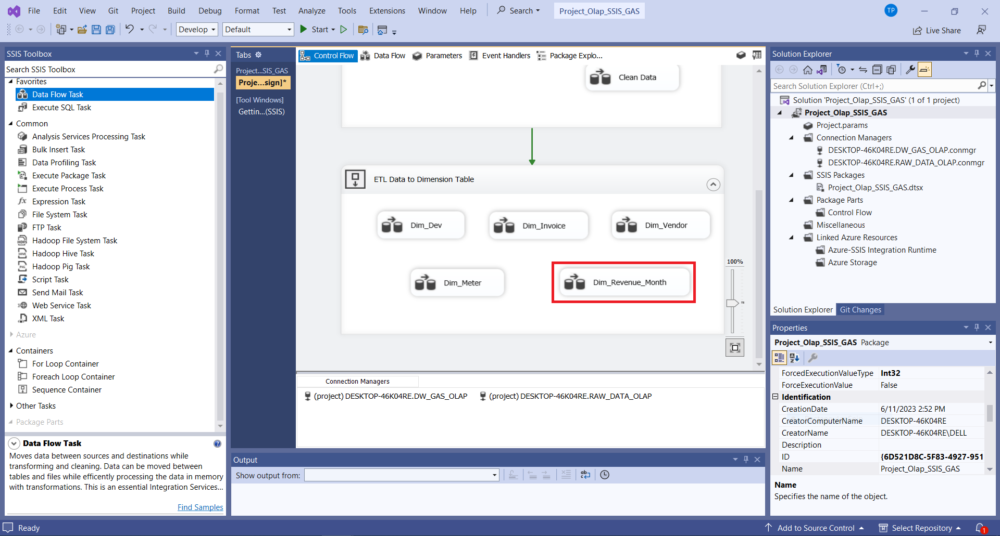 File Edit View Git Project Build Debug Format Test Analyze Tools Extensions Window Help Search Project_Olap_SSIS_GAS TP
Develop Default Start Live Share
SSIS Toolbox
Search SSIS Toolbox
Favorites
Data Flow Task
Execute SQL Task
Common
Analysis Services Processing Task
Bulk Insert Task
Data Profiling Task
Execute Package Task
Execute Process Task
Expression Task
File System Task
FTP Task
Hadoop File System Task
Hadoop Hive Task
Hadoop Pig Task
Script Task
Send Mail Task
Web Service Task
XML Task
Azure
Containers
For Loop Container
Foreach Loop Container
Sequence Container
Other Tasks
Package Parts
Data Flow Task
Moves data between sources and destinations while
transforming and cleaning. Data can be moved between
tables and files while efficently processing the data in memory
with transformations. This is an essential Integration Services...
Find Samples
Tabs
Project...SIS_GAS
Proje...sign]*
[Tool Windows]
Gettin...(SSIS)
Control Flow Data Flow Parameters Event Handlers Package Explo...
Clean Data
ETL Data to Dimension Table
Dim_Dev Dim_Invoice Dim_Vendor
Dim_Meter Dim_Revenue_Month
100%
Connection Managers
(project) DESKTOP-46K04RE.DW_GAS_OLAP (project) DESKTOP-46K04RE.RAW_DATA_OLAP
Output
Show output from:
Solution Explorer
Search Solution Explorer (Ctrl+;)
Solution 'Project_Olap_SSIS_GAS' (1 of 1 project)
Project_Olap_SSIS_GAS
Project.params
Connection Managers
DESKTOP-46K04RE.DW_GAS_OLAP.conmgr
DESKTOP-46K04RE.RAW_DATA_OLAP.conmgr
SSIS Packages
Project_Olap_SSIS_GAS.dtsx
Package Parts
Control Flow
Miscellaneous
Linked Azure Resources
Azure-SSIS Integration Runtime
Azure Storage
Solution Explorer Git Changes
Properties
Project_Olap_SSIS_GAS Package
ForcedExecutionValueType Int32
ForceExecutionValue False
Identification
CreationDate 6/11/2023 2:52 PM
CreatorComputerName DESKTOP-46K04RE
CreatorName DESKTOP-46K04RE\DELL
Description
ID {6D521D8C-5F83-4927-951
Name Project_Olap_SSIS_GAS
Name
Specifies the name of the object.
Ready Add to Source Control Select Repository 1